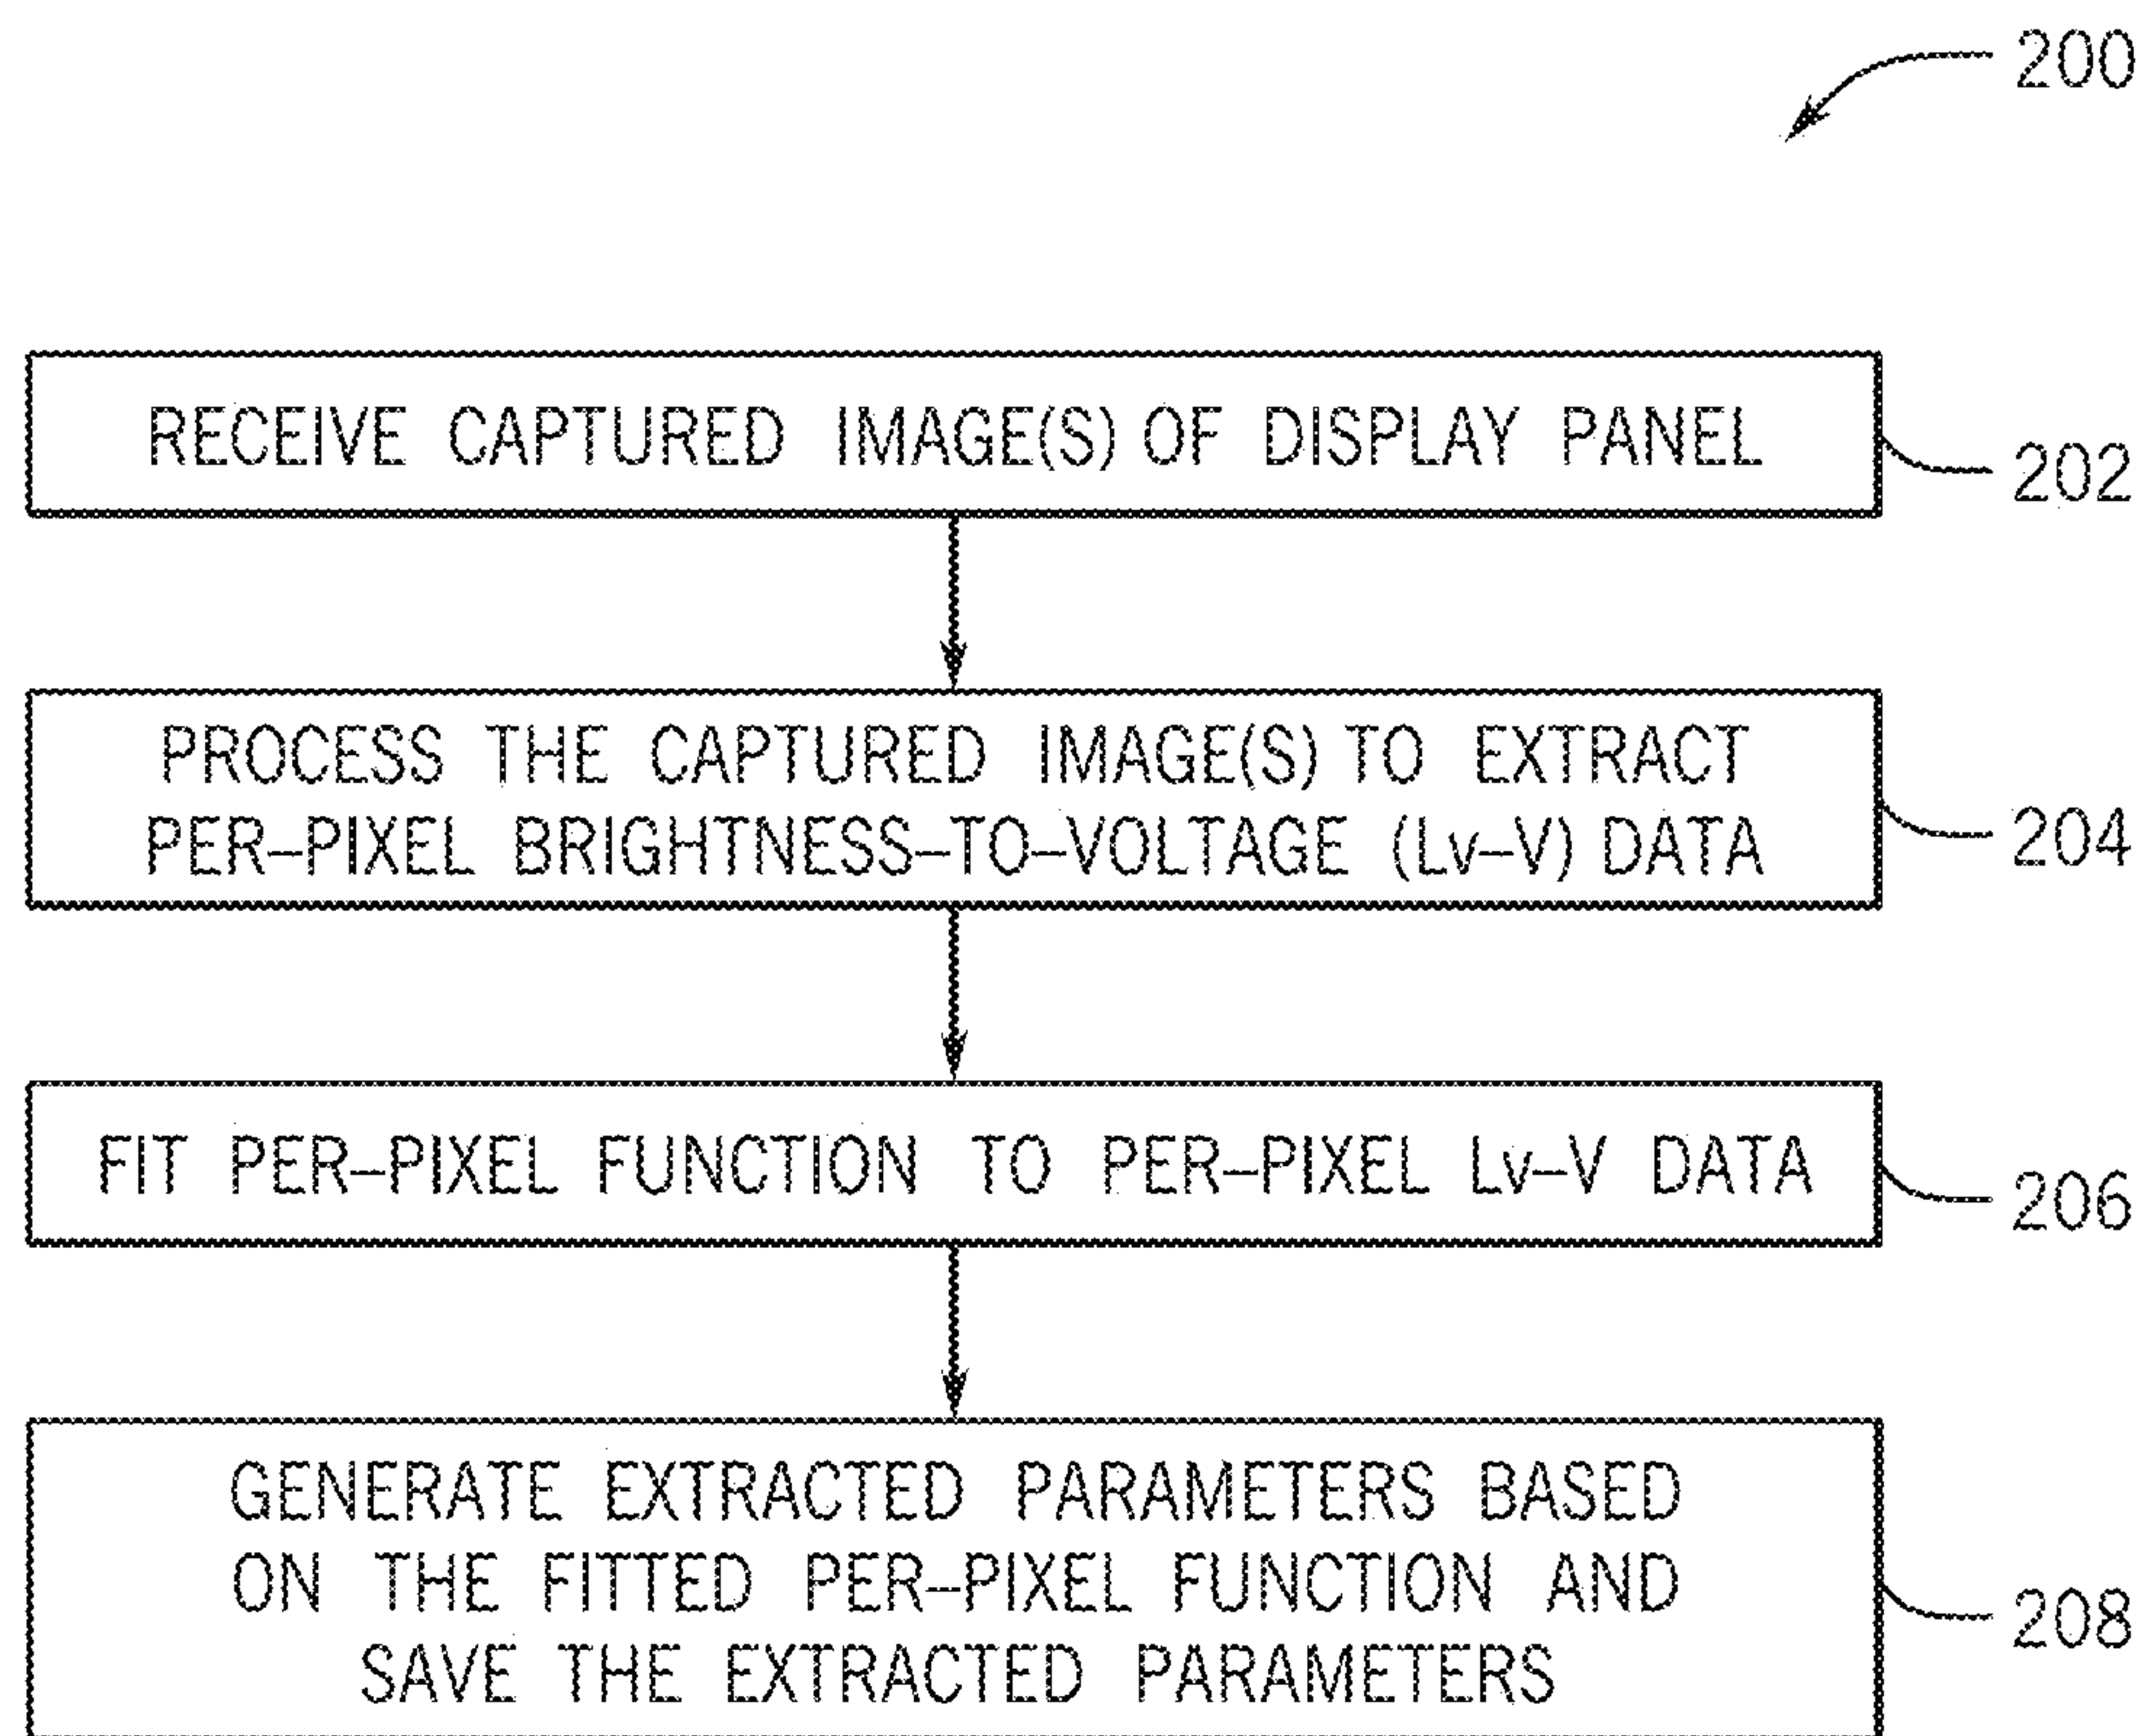 200
RECEIVE CAPTURED IMAGE(S) OF DISPLAY PANEL
202
PROCESS THE CAPTURED IMAGE(S) TO EXTRACT
PER–PIXEL BRIGHTNESS–TO–VOLTAGE (Lv–V) DATA
204
FIT PER–PIXEL FUNCTION TO PER–PIXEL Lv–V DATA
206
GENERATE EXTRACTED PARAMETERS BASED
ON THE FITTED PER–PIXEL FUNCTION AND
SAVE THE EXTRACTED PARAMETERS
208